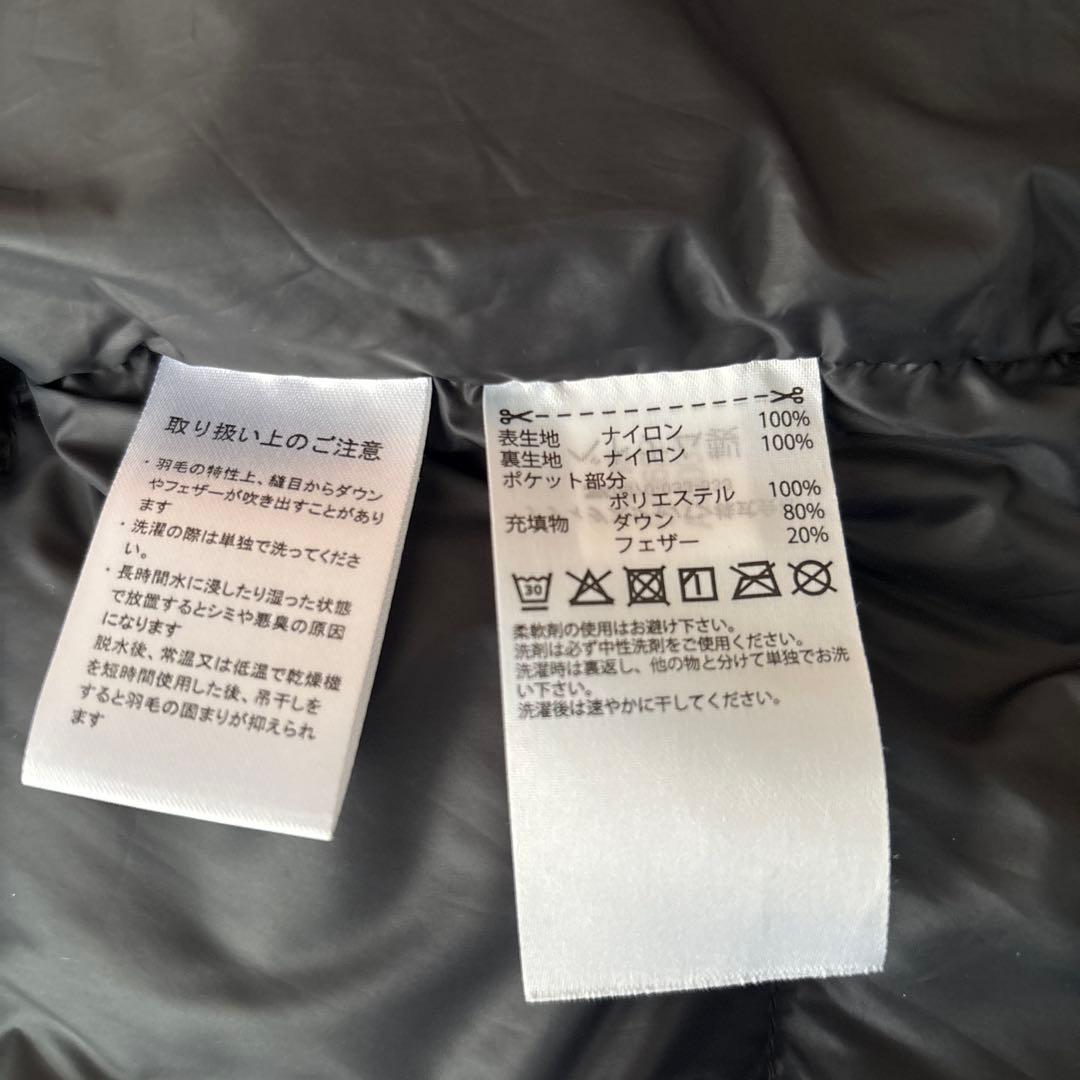 取り扱い上のご注意
・羽毛の特性上、縫目からダウン
やフェザーが吹き出すことがあり
ます
・洗濯の際は単独で洗ってくださ
い。
・長時間水に浸したり湿った状態
で放置するとシミや悪臭の原因
になります
脱水後、常温又は低温で乾燥機
を短時間使用した後、吊干しを
すると羽毛の固まりが抑えられ
ます
表生地 ナイロン 100%
裏生地 ナイロン 100%
ポケット部分
ポリエステル 100%
充填物 ダウン 80%
フェザー 20%
30
柔軟剤の使用はお避け下さい。
洗剤は必ず中性洗剤をご使用ください。
洗濯時は裏返し、他の物と分けて単独でお洗
い下さい。
洗濯後は速やかに干してください。